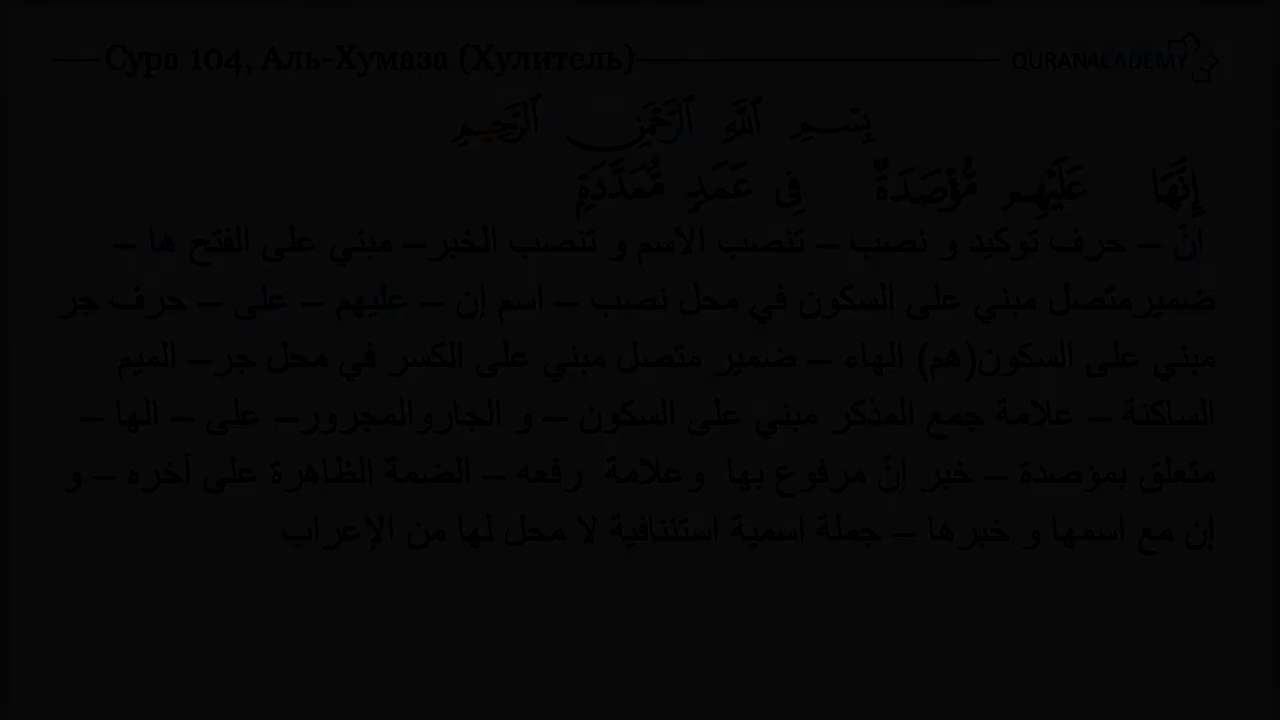 Сура 104, Аль-Хумаза (Хулитель)
QURANACADEMY
بِسْمِ ٱللَّهِ ٱلرَّحْمَٰنِ ٱلرَّحِيمِ
إِنَّهَا عَلَيْهِم مُّؤْصَدَةٌ فِى عَمَدٍ مُّمَدَّدَةٍۭ
انّ – حرف توكيد و نصب – تنصب الاسم و تنصب الخبر– مبني على الفتح ها –
ضميرمتصل مبني على السكون في محل نصب – اسم إن – عليهم – على – حرف جر
مبني على السكون(هم) الهاء – ضمير متصل مبني على الكسر في محل جر– الميم
الساكنة – علامة جمع المذكر مبني على السكون – و الجاروالمجرور– على – الها –
متعلق بمؤصدة – خبر إنّ مرفوع بها وعلامة رفعه – الضمة الظاهرة على آخره – و
إن مع اسمها و خبرها – جملة اسمية استئنافية لا محل لها من الإعراب